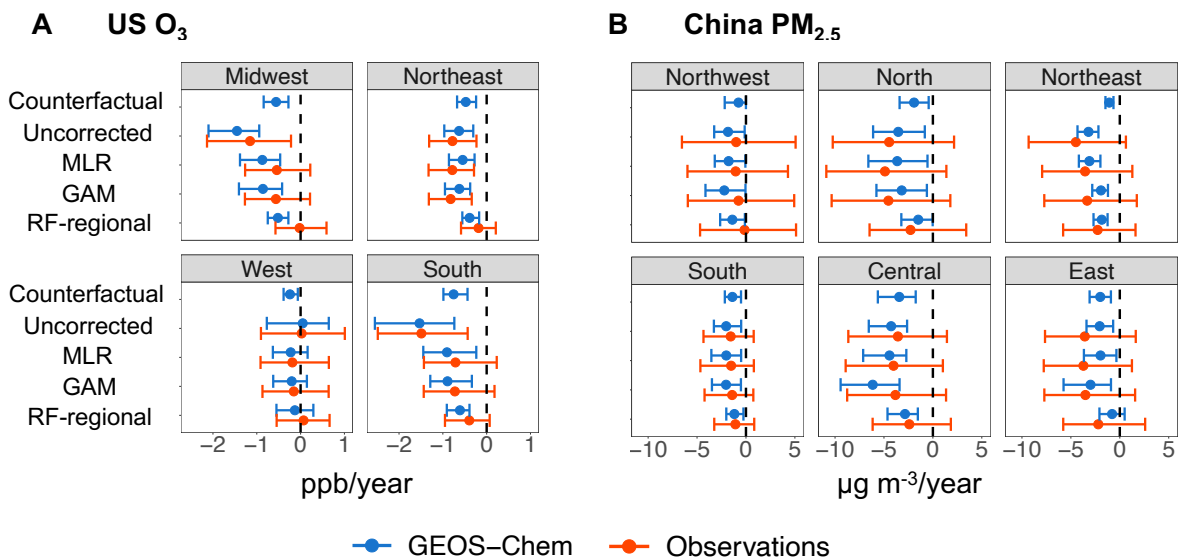 A US O₃
B China PM₂.₅
Midwest Northeast
Counterfactual
Uncorrected
MLR
GAM
RF-regional
West South
Counterfactual
Uncorrected
MLR
GAM
RF-regional
−2 −1 0 1 −2 −1 0 1
ppb/year
Northwest North Northeast
South Central East
−10 −5 0 5 −10 −5 0 5 −10 −5 0 5
µg m⁻³/year
GEOS−Chem Observations